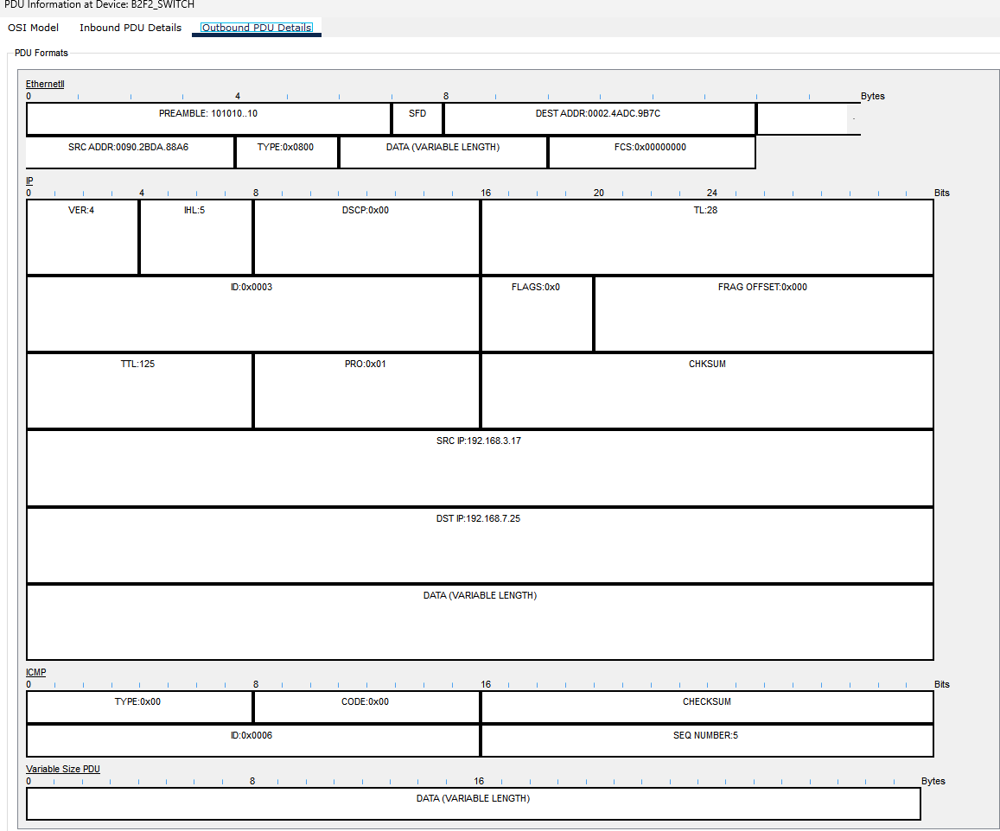 PDU Information at Device: B2F2_SWITCH
OSI Model Inbound PDU Details Outbound PDU Details
PDU Formats
EthernetII
0 4 8 Bytes
PREAMBLE: 101010..10 SFD DEST ADDR:0002.4ADC.9B7C
SRC ADDR:0090.2BDA.88A6 TYPE:0x0800 DATA (VARIABLE LENGTH) FCS:0x00000000
IP
0 4 8 16 20 24 Bits
VER:4 IHL:5 DSCP:0x00 TL:28
ID:0x0003 FLAGS:0x0 FRAG OFFSET:0x000
TTL:125 PRO:0x01 CHKSUM
SRC IP:192.168.3.17
DST IP:192.168.7.25
DATA (VARIABLE LENGTH)
ICMP
0 8 16 Bits
TYPE:0x00 CODE:0x00 CHECKSUM
ID:0x0006 SEQ NUMBER:5
Variable Size PDU
0 8 16 Bytes
DATA (VARIABLE LENGTH)